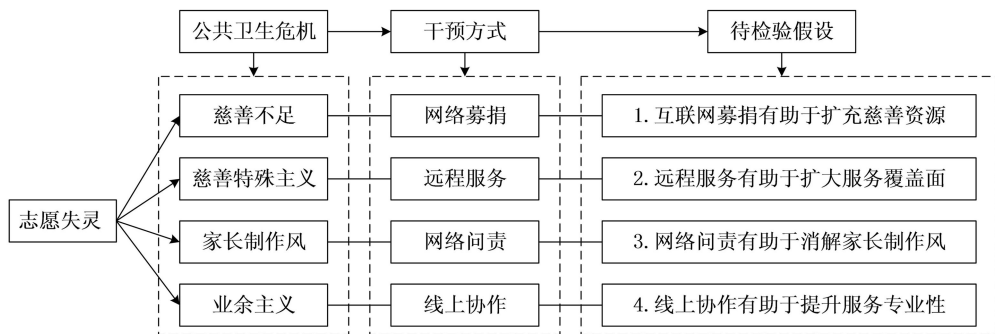 公共卫生危机
干预方式
待检验假设
慈善不足
网络募捐
1.互联网募捐有助于扩充慈善资源
慈善特殊主义
远程服务
2.远程服务有助于扩大服务覆盖面
志愿失灵
家长制作风
网络问责
3.网络问责有助于消解家长制作风
业余主义
线上协作
4.线上协作有助于提升服务专业性